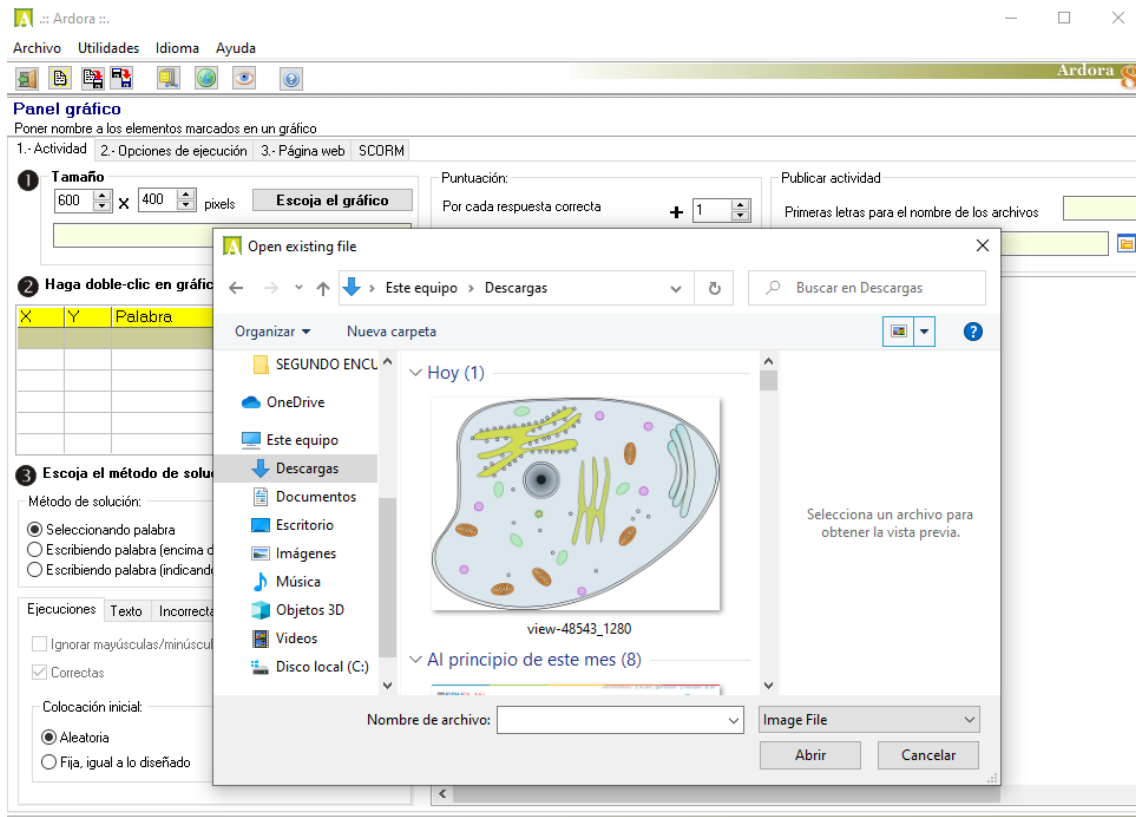 .:: Ardora ::.
Archivo Utilidades Idioma Ayuda
Ardora 8
Panel gráfico
Poner nombre a los elementos marcados en un gráfico
1.- Actividad 2.- Opciones de ejecución 3.- Página web SCORM
1 Tamaño
600 X 400 pixels Escoja el gráfico
Puntuación:
Por cada respuesta correcta + 1
Publicar actividad
Primeras letras para el nombre de los archivos
2 Haga doble-clic en gráfic
X Y Palabra
3 Escoja el método de solu
Método de solución:
Seleccionando palabra
Escribiendo palabra (encima d
Escribiendo palabra (indicand
Ejecuciones Texto Incorrecta
Ignorar mayúsculas/minúscul
Correctas
Colocación inicial:
Aleatoria
Fija, igual a lo diseñado
Open existing file
Este equipo > Descargas
Buscar en Descargas
Organizar Nueva carpeta
SEGUNDO ENCU
OneDrive
Este equipo
Descargas
Documentos
Escritorio
Imágenes
Música
Objetos 3D
Videos
Disco local (C:)
Hoy (1)
view-48543_1280
Al principio de este mes (8)
Selecciona un archivo para
obtener la vista previa.
Nombre de archivo:
Image File
Abrir Cancelar